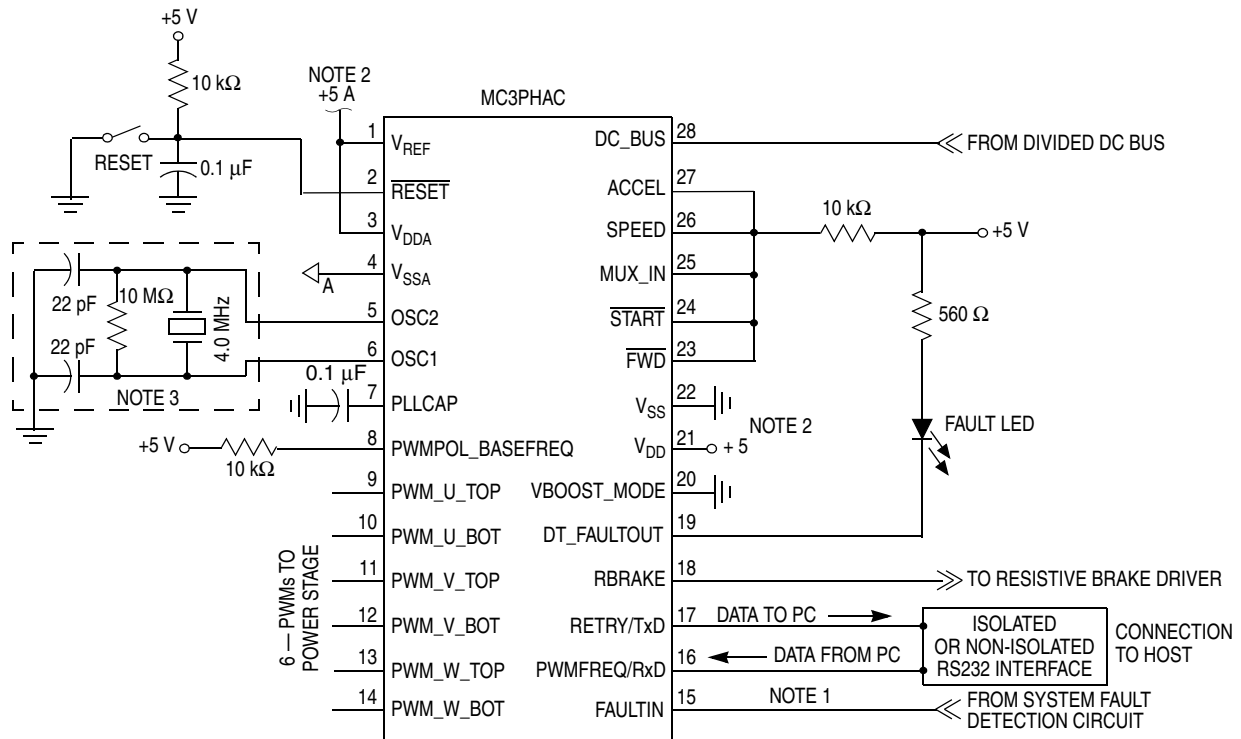 +5 V
10 kΩ
RESET
0.1 μF
NOTE 2
+5 A
MC3PHAC
1
VREF
2
RESET
3
VDDA
4
VSSA
A
5
OSC2
6
OSC1
7
PLLCAP
8
PWMPOL_BASEFREQ
9
PWM_U_TOP
10
PWM_U_BOT
11
PWM_V_TOP
12
PWM_V_BOT
13
PWM_W_TOP
14
PWM_W_BOT
22 pF
10 MΩ
4.0 MHz
22 pF
NOTE 3
0.1 μF
+5 V
10 kΩ
6 — PWMs TO
POWER STAGE
DC_BUS
28
FROM DIVIDED DC BUS
ACCEL
27
SPEED
26
MUX_IN
25
START
24
FWD
23
VSS
22
VDD
21
+ 5
NOTE 2
VBOOST_MODE
20
DT_FAULTOUT
19
RBRAKE
18
TO RESISTIVE BRAKE DRIVER
RETRY/TxD
17
DATA TO PC
PWMFREQ/RxD
16
DATA FROM PC
FAULTIN
15
NOTE 1
FROM SYSTEM FAULT
DETECTION CIRCUIT
10 kΩ
+5 V
560 Ω
FAULT LED
ISOLATED
OR NON-ISOLATED
RS232 INTERFACE
CONNECTION
TO HOST